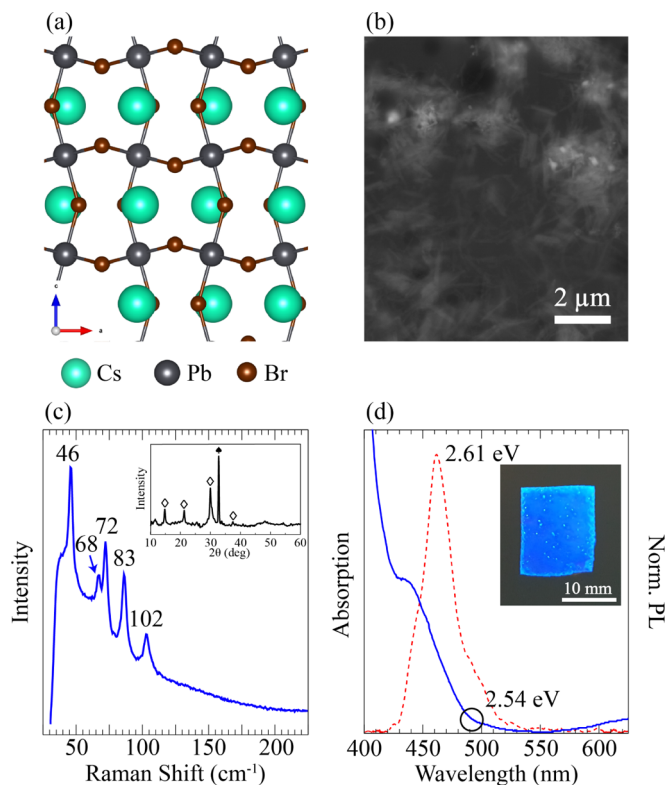 (a)
c
a
Cs Pb Br
(b)
2 µm
(c)
Intensity
46
68
72
83
102
50 100 150 200
Raman Shift (cm⁻¹)
Intensity
◇ ◇ ◇ ♠ ◇
10 20 30 40 50 60
2θ (deg)
(d)
Absorption
2.61 eV
10 mm
2.54 eV
Norm. PL
400 450 500 550 600
Wavelength (nm)